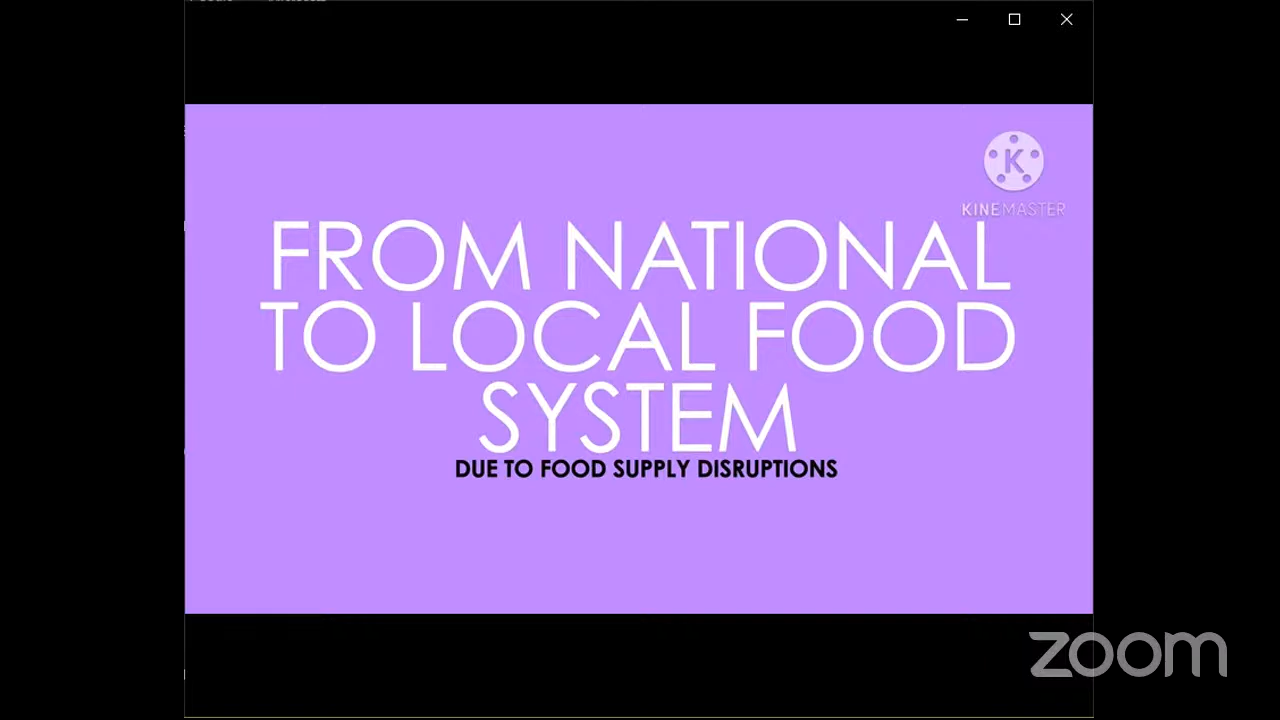 K
KINEMASTER
FROM NATIONAL
TO LOCAL FOOD
SYSTEM
DUE TO FOOD SUPPLY DISRUPTIONS
zoom